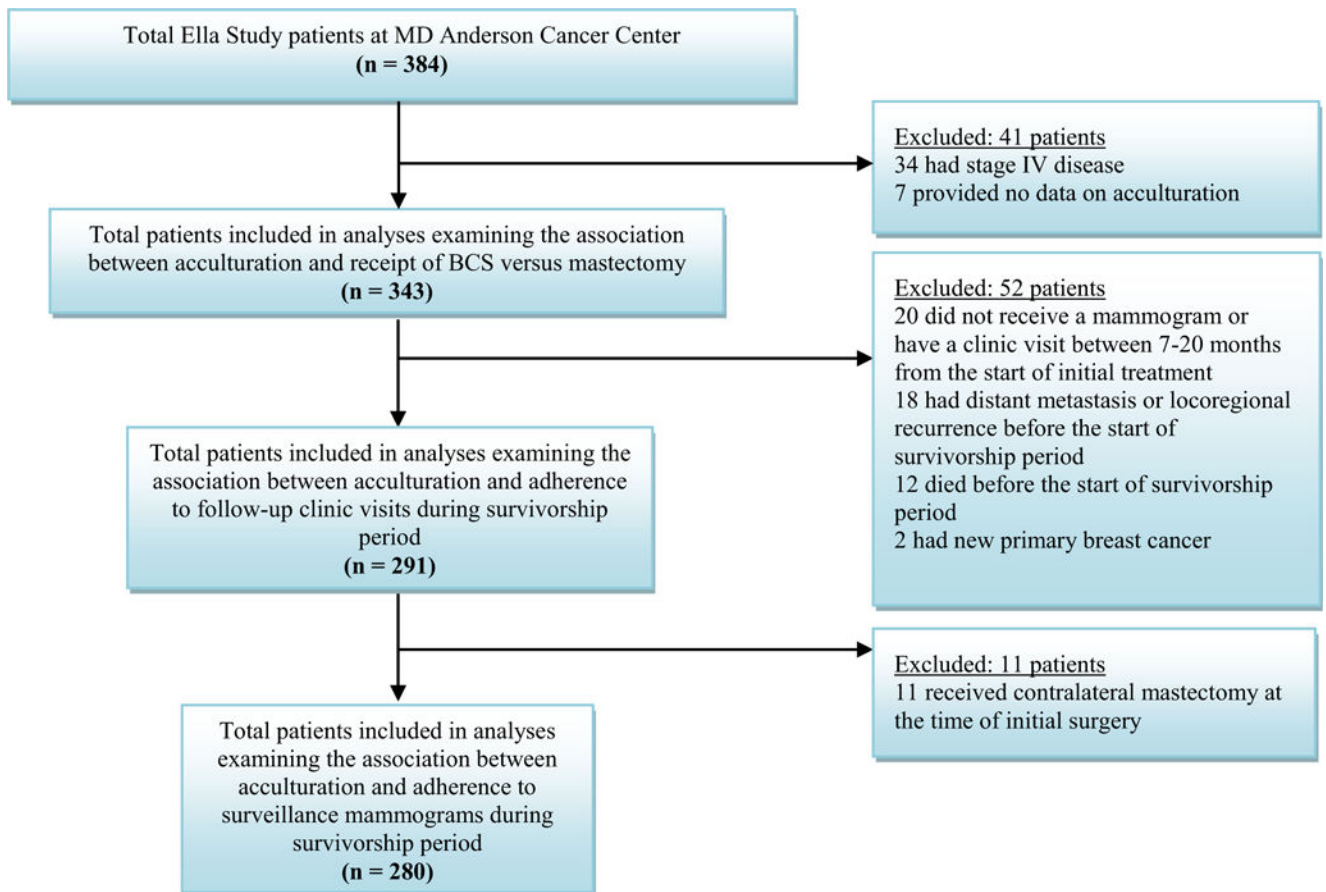 Total Ella Study patients at MD Anderson Cancer Center
(n = 384)
Excluded: 41 patients
34 had stage IV disease
7 provided no data on acculturation
Total patients included in analyses examining the association
between acculturation and receipt of BCS versus mastectomy
(n = 343)
Excluded: 52 patients
20 did not receive a mammogram or
have a clinic visit between 7-20 months
from the start of initial treatment
18 had distant metastasis or locoregional
recurrence before the start of
survivorship period
12 died before the start of survivorship
period
2 had new primary breast cancer
Total patients included in analyses examining the
association between acculturation and adherence
to follow-up clinic visits during survivorship
period
(n = 291)
Excluded: 11 patients
11 received contralateral mastectomy at
the time of initial surgery
Total patients included in analyses
examining the association between
acculturation and adherence to
surveillance mammograms during
survivorship period
(n = 280)